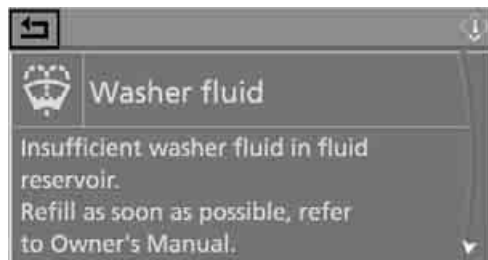 Washer fluid
Insufficient washer fluid in fluid
reservoir.
Refill as soon as possible, refer
to Owner's Manual.